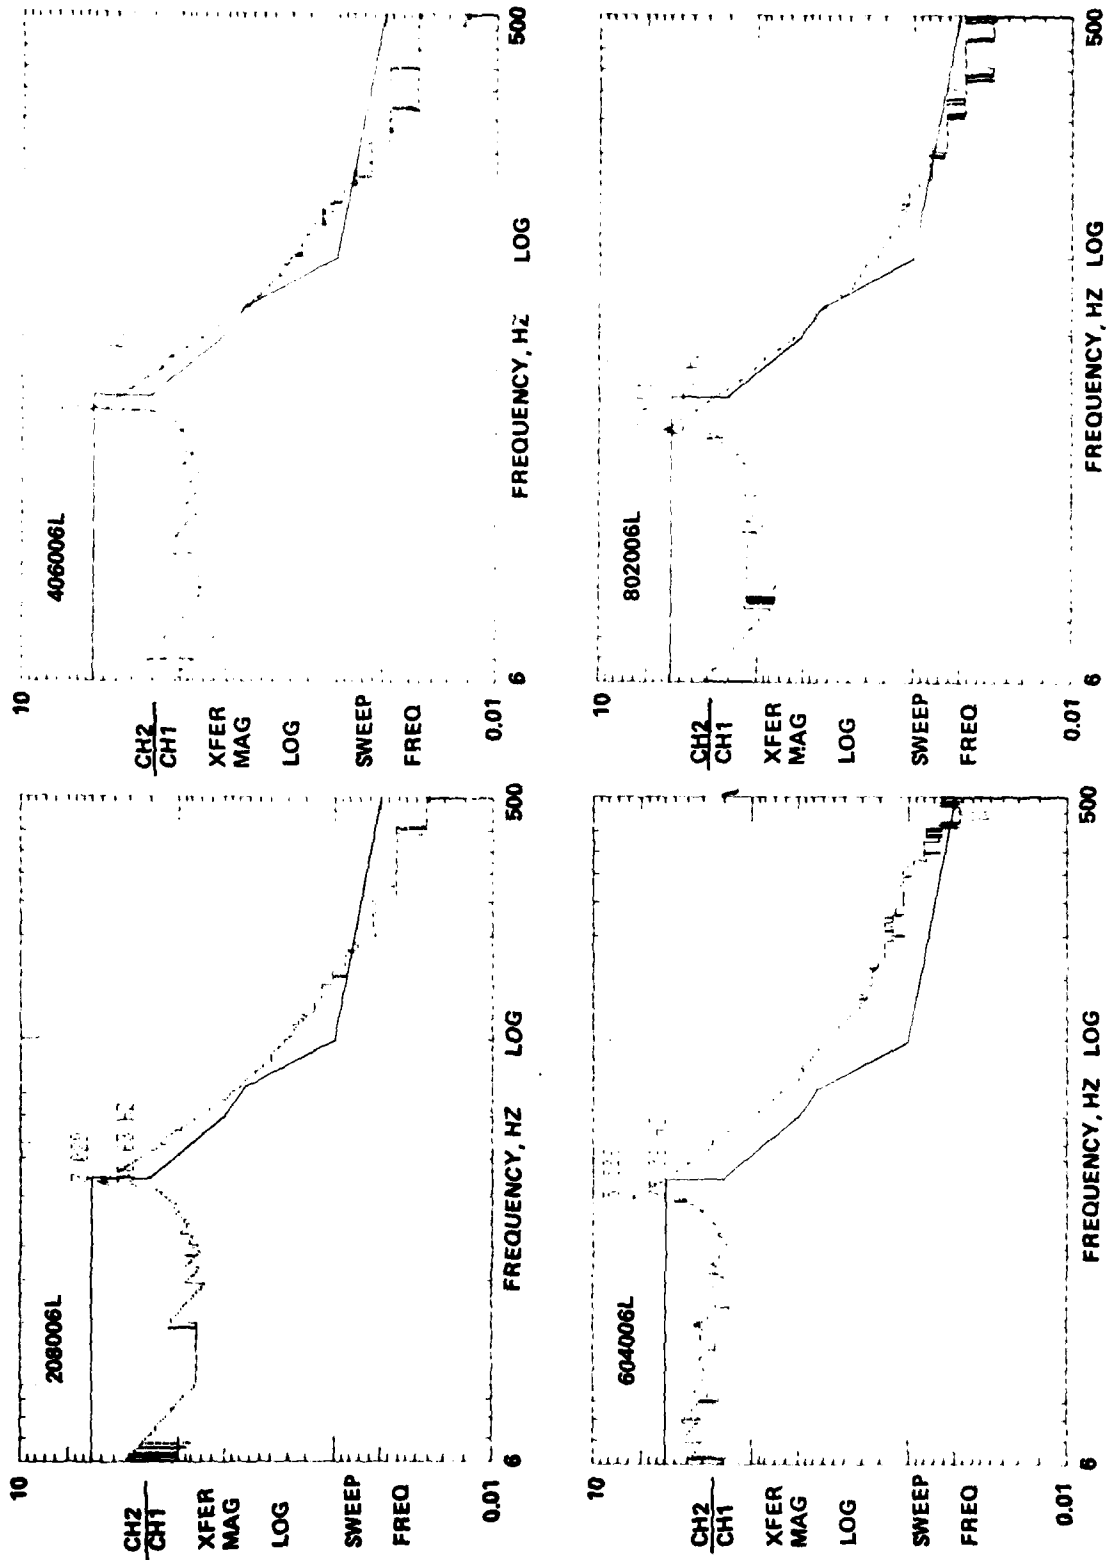 208006L
10
CH2
CH1
XFER
MAG
LOG
SWEEP
FREQ
0.01
6
FREQUENCY, HZ LOG
500
406006L
10
CH2
CH1
XFER
MAG
LOG
SWEEP
FREQ
0.01
6
FREQUENCY, HZ LOG
500
604006L
10
CH2
CH1
XFER
MAG
LOG
SWEEP
FREQ
0.01
6
FREQUENCY, HZ LOG
500
802006L
10
CH2
CH1
XFER
MAG
LOG
SWEEP
FREQ
0.01
6
FREQUENCY, HZ LOG
500